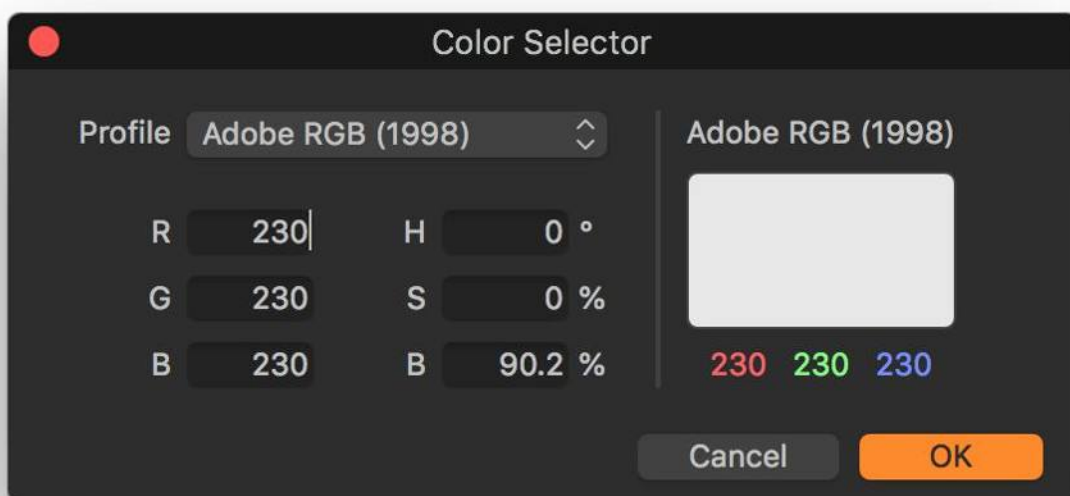 Color Selector
Profile Adobe RGB (1998) Adobe RGB (1998)
R 230 H 0 °
G 230 S 0 %
B 230 B 90.2 % 230 230 230
Cancel OK